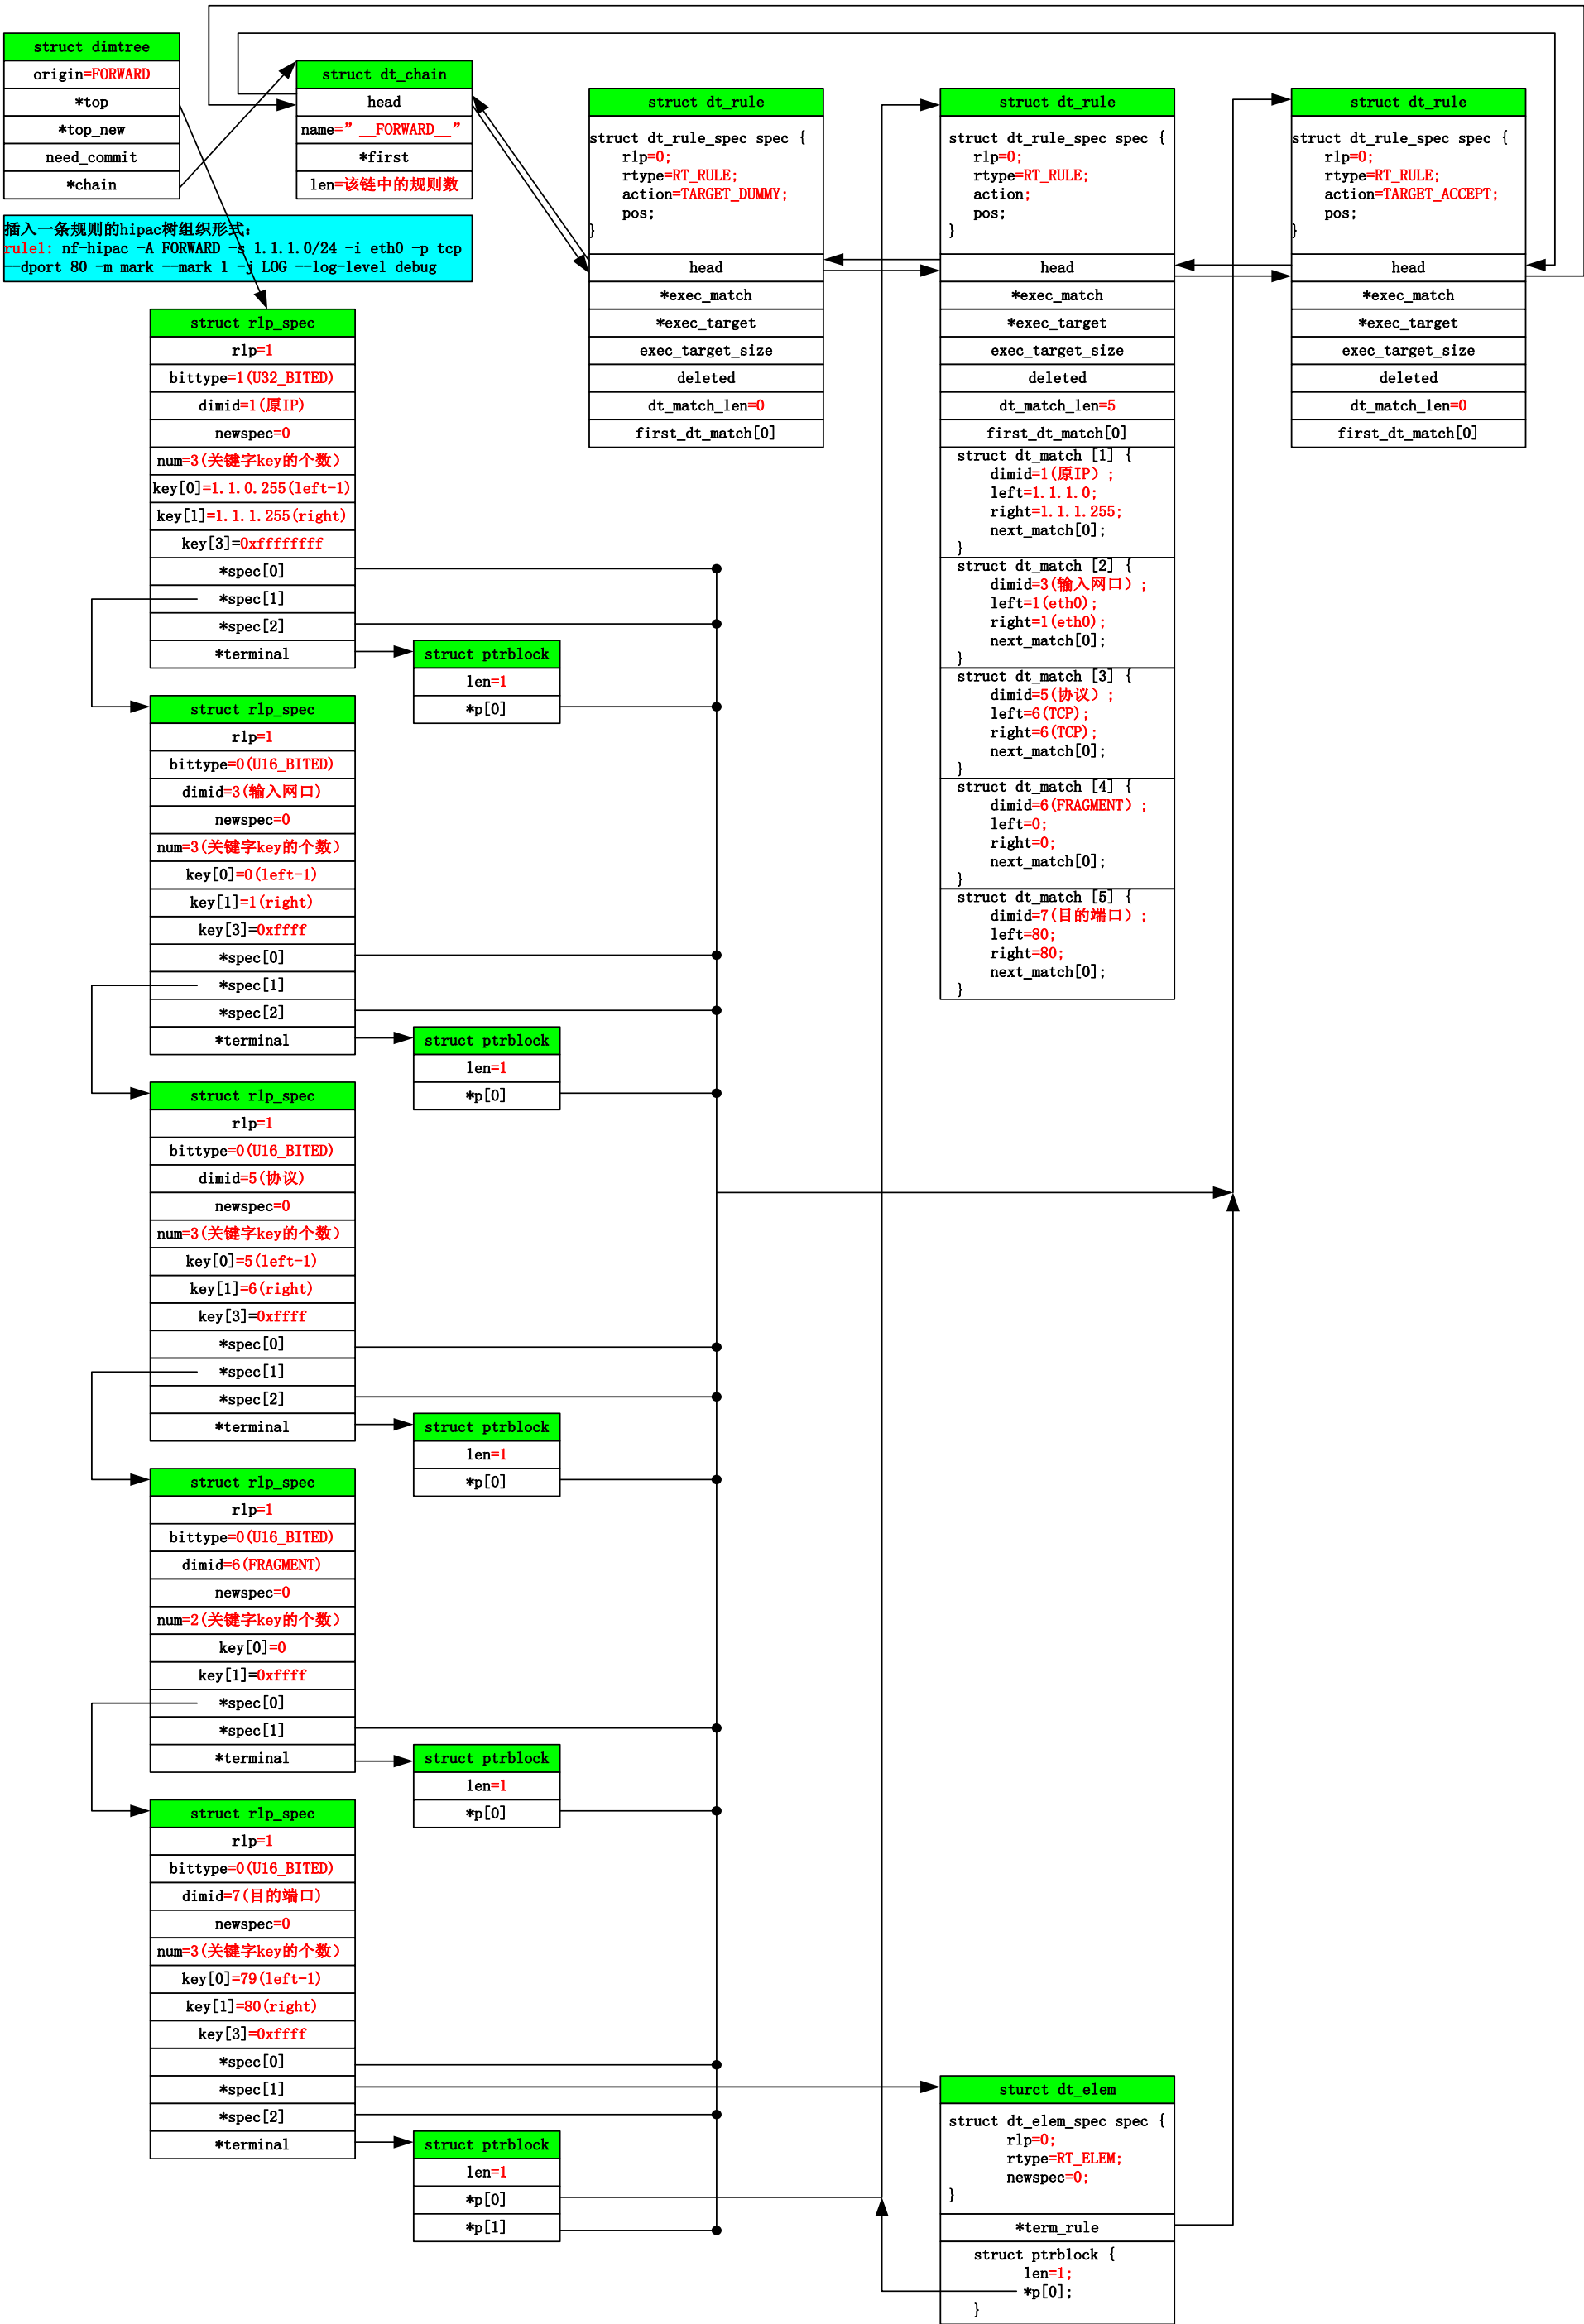 struct dimtree
origin=FORWARD
*top
*top_new
need_commit
*chain
struct dt_chain
head
name=”__FORWARD__”
*first
len=该链中的规则数
插入一条规则的hipac树组织形式:
rule1: nf-hipac -A FORWARD -s 1.1.1.0/24 -i eth0 -p tcp
--dport 80 -m mark --mark 1 -j LOG --log-level debug
struct dt_rule
struct dt_rule_spec spec {
rlp=0;
rtype=RT_RULE;
action=TARGET_DUMMY;
pos;
}
head
*exec_match
*exec_target
exec_target_size
deleted
dt_match_len=0
first_dt_match[0]
struct dt_rule
struct dt_rule_spec spec {
rlp=0;
rtype=RT_RULE;
action;
pos;
}
head
*exec_match
*exec_target
exec_target_size
deleted
dt_match_len=5
first_dt_match[0]
struct dt_match [1] {
dimid=1(原IP）;
left=1.1.1.0;
right=1.1.1.255;
next_match[0];
}
struct dt_match [2] {
dimid=3(输入网口）;
left=1(eth0);
right=1(eth0);
next_match[0];
}
struct dt_match [3] {
dimid=5(协议）;
left=6(TCP);
right=6(TCP);
next_match[0];
}
struct dt_match [4] {
dimid=6(FRAGMENT）;
left=0;
right=0;
next_match[0];
}
struct dt_match [5] {
dimid=7(目的端口）;
left=80;
right=80;
next_match[0];
}
struct dt_rule
struct dt_rule_spec spec {
rlp=0;
rtype=RT_RULE;
action=TARGET_ACCEPT;
pos;
}
head
*exec_match
*exec_target
exec_target_size
deleted
dt_match_len=0
first_dt_match[0]
struct rlp_spec
rlp=1
bittype=1(U32_BITED)
dimid=1(原IP)
newspec=0
num=3(关键字key的个数）
key[0]=1.1.0.255(left-1)
key[1]=1.1.1.255(right)
key[3]=0xffffffff
*spec[0]
*spec[1]
*spec[2]
*terminal
struct ptrblock
len=1
*p[0]
struct rlp_spec
rlp=1
bittype=0(U16_BITED)
dimid=3(输入网口)
newspec=0
num=3(关键字key的个数）
key[0]=0(left-1)
key[1]=1(right)
key[3]=0xffff
*spec[0]
*spec[1]
*spec[2]
*terminal
struct ptrblock
len=1
*p[0]
struct rlp_spec
rlp=1
bittype=0(U16_BITED)
dimid=5(协议)
newspec=0
num=3(关键字key的个数）
key[0]=5(left-1)
key[1]=6(right)
key[3]=0xffff
*spec[0]
*spec[1]
*spec[2]
*terminal
struct ptrblock
len=1
*p[0]
struct rlp_spec
rlp=1
bittype=0(U16_BITED)
dimid=6(FRAGMENT)
newspec=0
num=2(关键字key的个数）
key[0]=0
key[1]=0xffff
*spec[0]
*spec[1]
*terminal
struct ptrblock
len=1
*p[0]
struct rlp_spec
rlp=1
bittype=0(U16_BITED)
dimid=7(目的端口)
newspec=0
num=3(关键字key的个数）
key[0]=79(left-1)
key[1]=80(right)
key[3]=0xffff
*spec[0]
*spec[1]
*spec[2]
*terminal
struct ptrblock
len=1
*p[0]
*p[1]
sturct dt_elem
struct dt_elem_spec spec {
rlp=0;
rtype=RT_ELEM;
newspec=0;
}
*term_rule
struct ptrblock {
len=1;
*p[0];
}